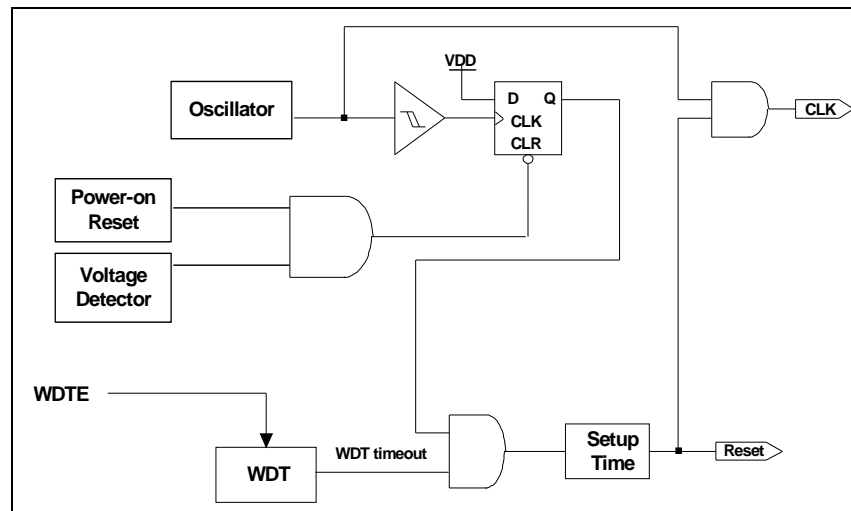 VDD
Oscillator
D Q
CLK
CLR
CLK
Power-on
Reset
Voltage
Detector
WDTE
WDT timeout
WDT
Setup
Time
Reset